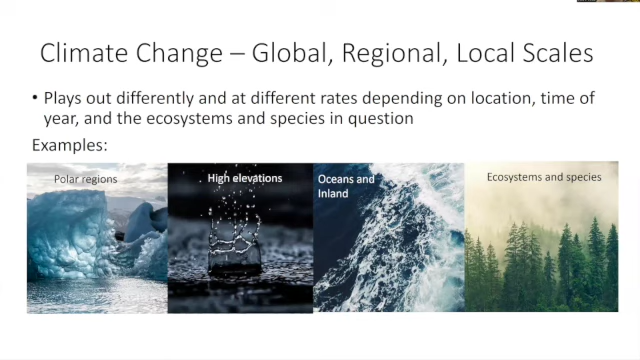 Climate Change – Global, Regional, Local Scales
• Plays out differently and at different rates depending on location, time of
year, and the ecosystems and species in question
Examples:
Polar regions
High elevations
Oceans and
Inland
Ecosystems and species